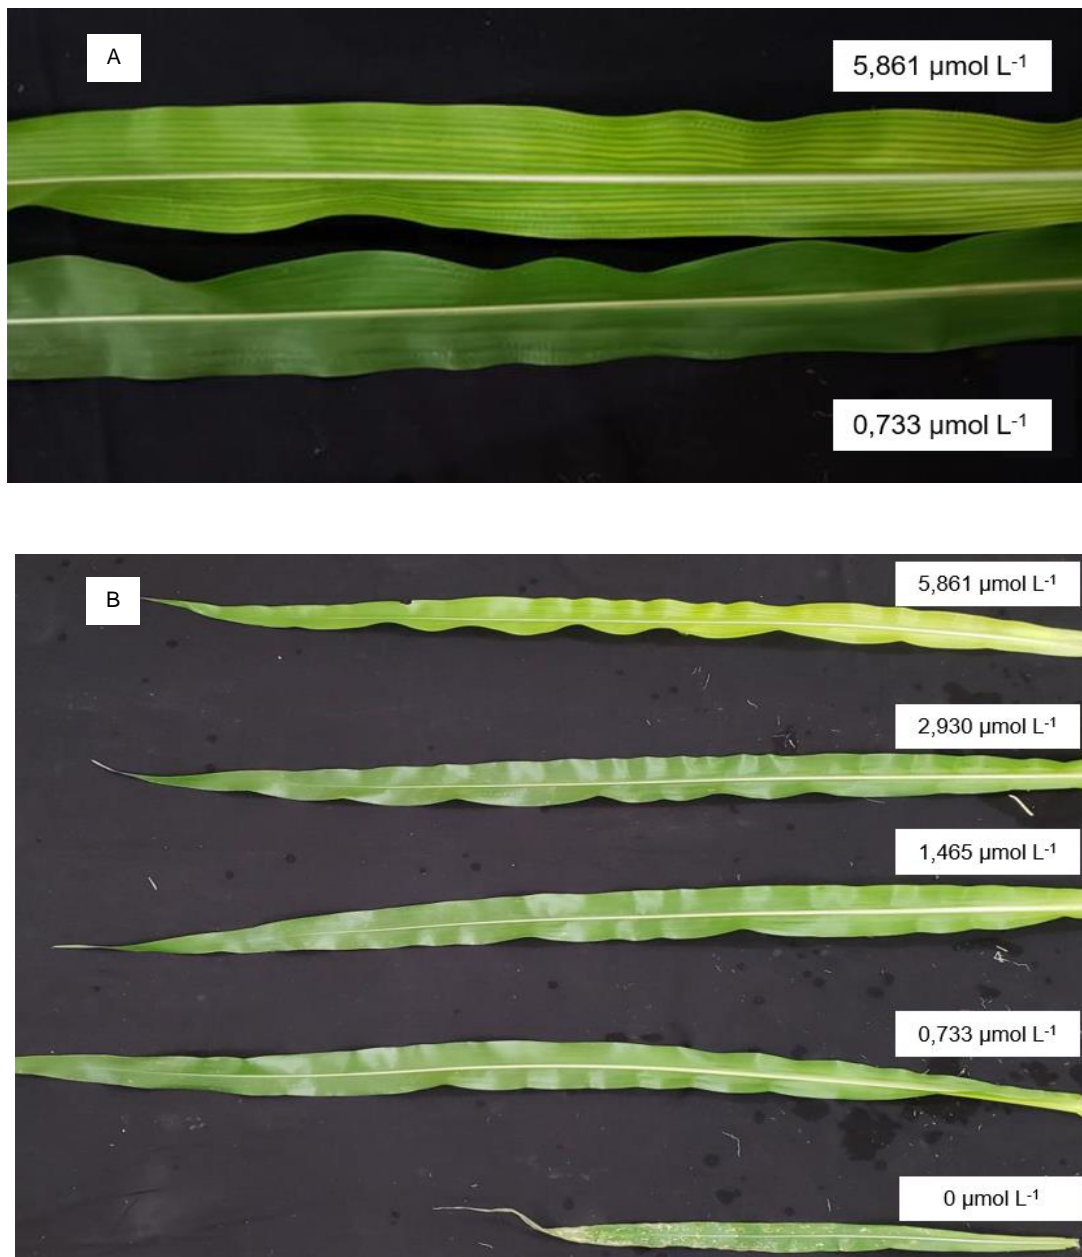 A
5,861 µmol L⁻¹
0,733 µmol L⁻¹
B
5,861 µmol L⁻¹
2,930 µmol L⁻¹
1,465 µmol L⁻¹
0,733 µmol L⁻¹
0 µmol L⁻¹